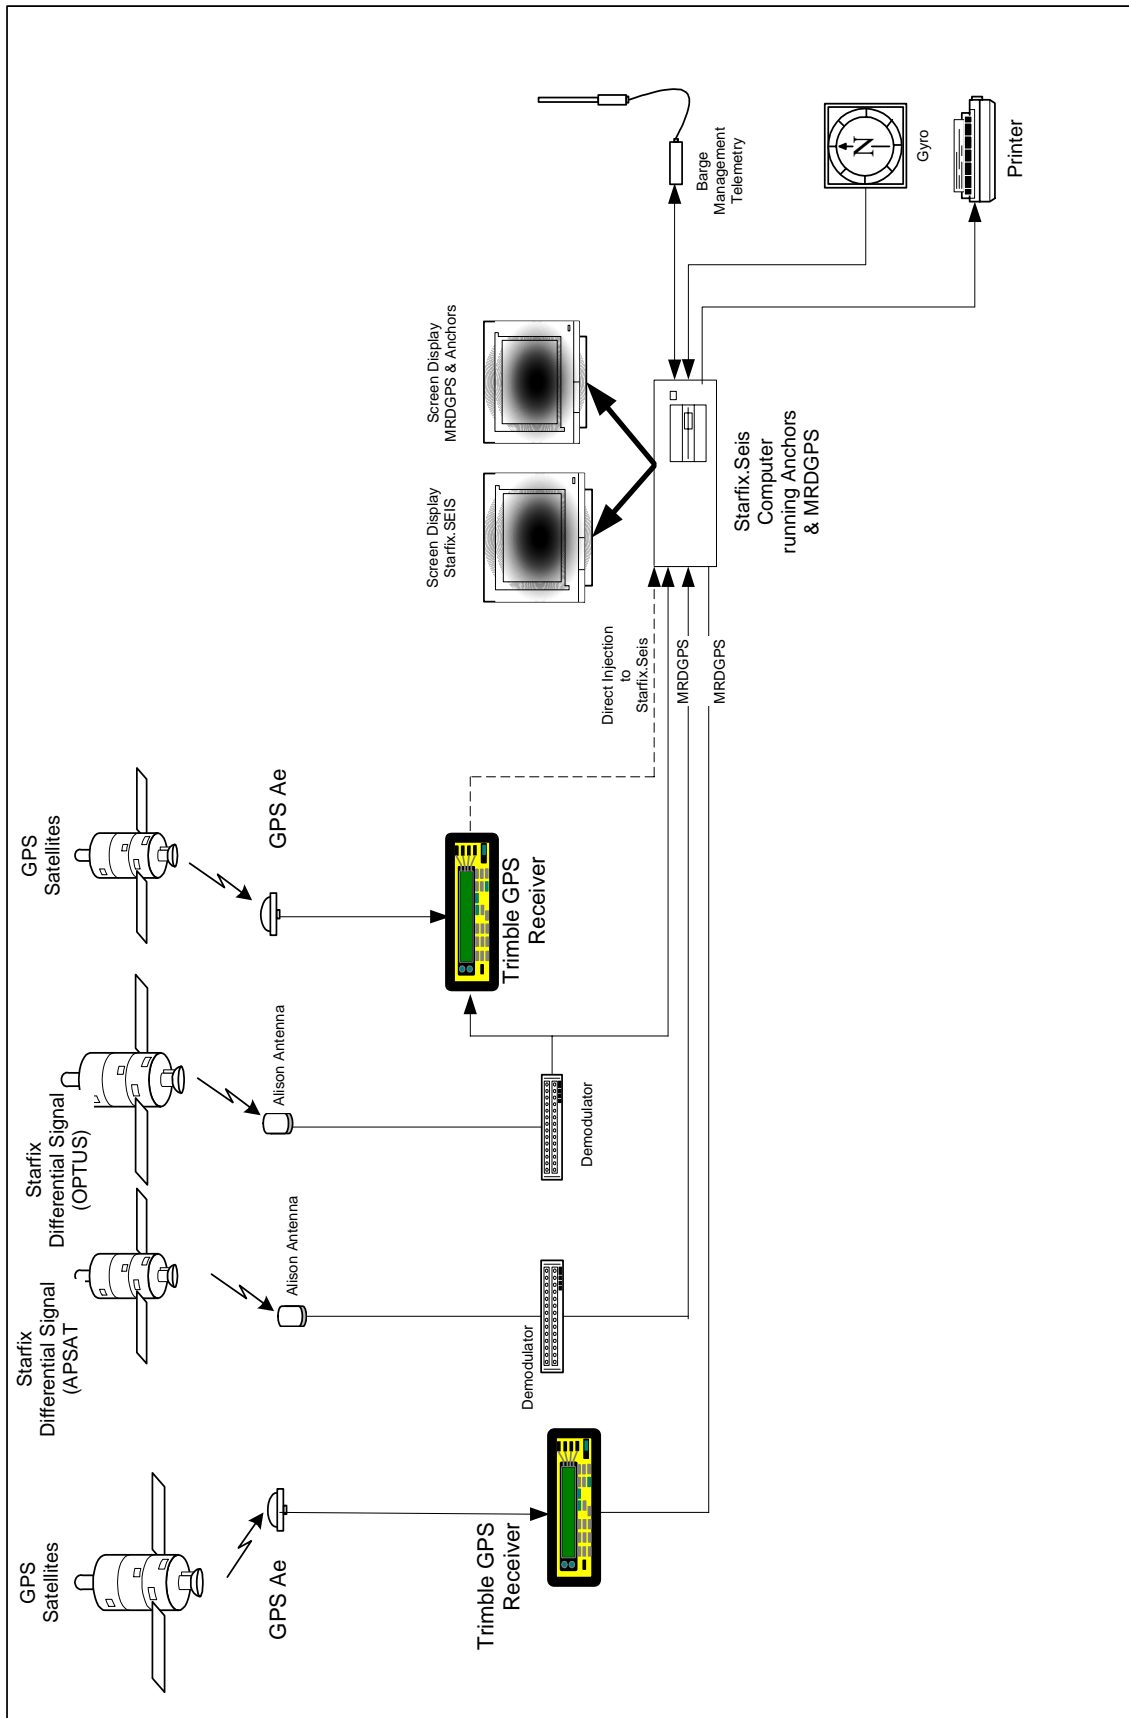 GPS
Satellites
Starfix
Differential Signal
(APSAT
Starfix
Differential Signal
(OPTUS)
GPS
Satellites
GPS Ae
Alison Antenna
Alison Antenna
GPS Ae
Trimble GPS
Receiver
Demodulator
Demodulator
Trimble GPS
Receiver
Direct Injection
to
Starfix.Seis
MRDGPS
MRDGPS
Screen Display
Starfix.SEIS
Screen Display
MRDGPS & Anchors
Starfix.Seis
Computer
running Anchors
& MRDGPS
Barge
Management
Telemetry
N
Gyro
Printer